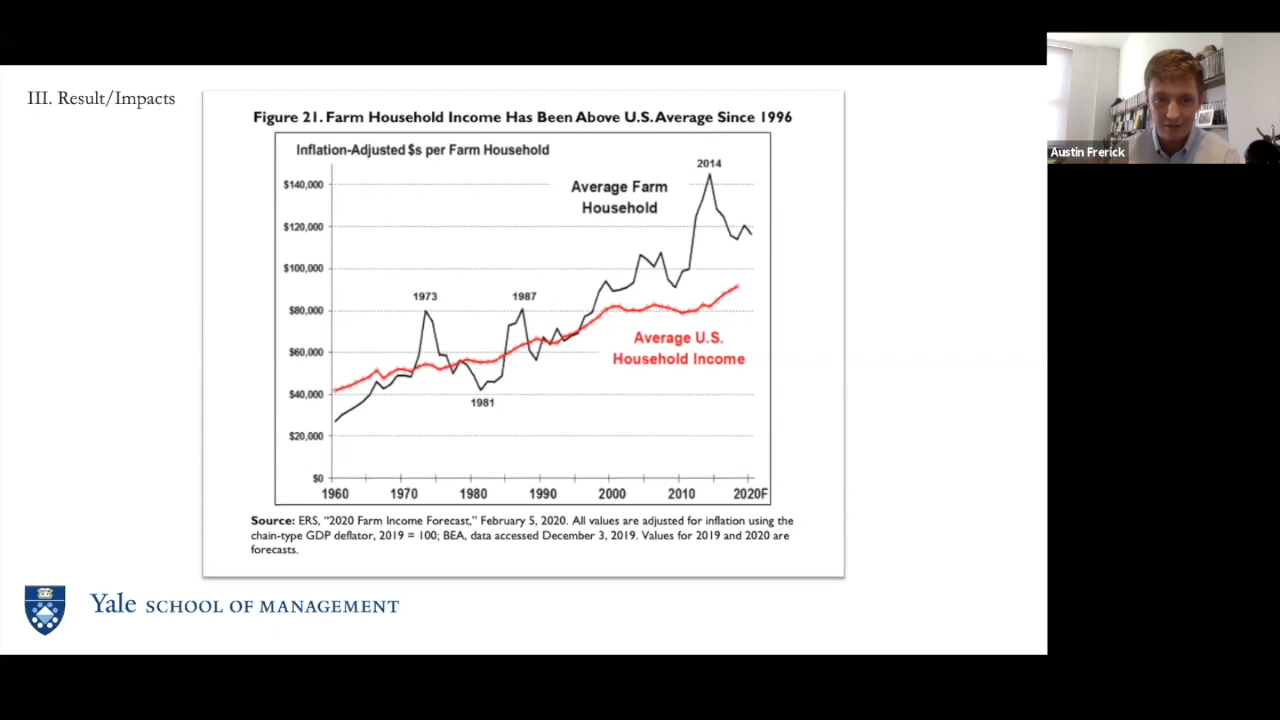 III. Result/Impacts
Figure 21. Farm Household Income Has Been Above U.S. Average Since 1996
Inflation-Adjusted $s per Farm Household
2014
$140,000
Average Farm
Household
$120,000
$100,000
1973
1987
$80,000
Average U.S.
Household Income
$60,000
$40,000
1981
$20,000
$0
1960 1970 1980 1990 2000 2010 2020F
Source: ERS, “2020 Farm Income Forecast,” February 5, 2020. All values are adjusted for inflation using the
chain-type GDP deflator, 2019 = 100; BEA, data accessed December 3, 2019. Values for 2019 and 2020 are
forecasts.
Yale SCHOOL OF MANAGEMENT
Austin Frerick